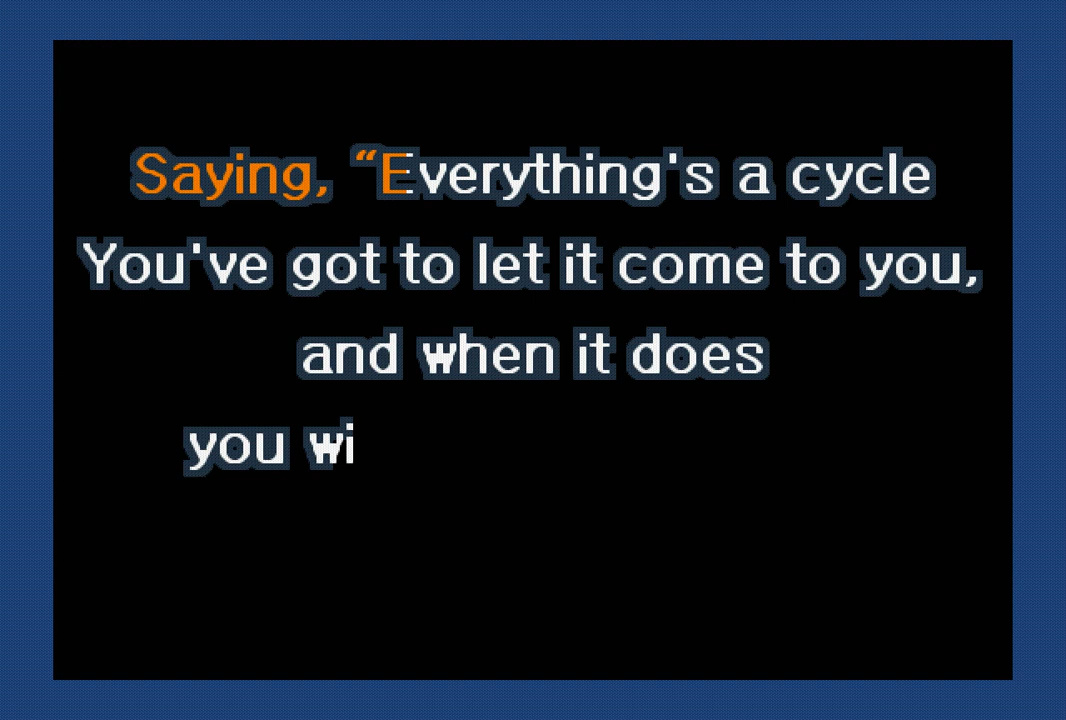 Saying, “Everything's a cycle
You've got to let it come to you,
and when it does
you wi